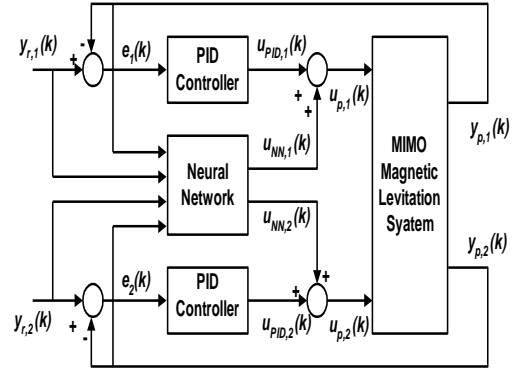 -
y_{r,1}(k)
+
e_1(k)
PID
Controller
u_{PID,1}(k)
+
+
u_{p,1}(k)
MIMO
Magnetic
Levitation
Syatem
y_{p,1}(k)
Neural
Network
u_{NN,1}(k)
u_{NN,2}(k)
y_{p,2}(k)
y_{r,2}(k)
+
-
e_2(k)
PID
Controller
u_{PID,2}(k)
+
+
u_{p,2}(k)